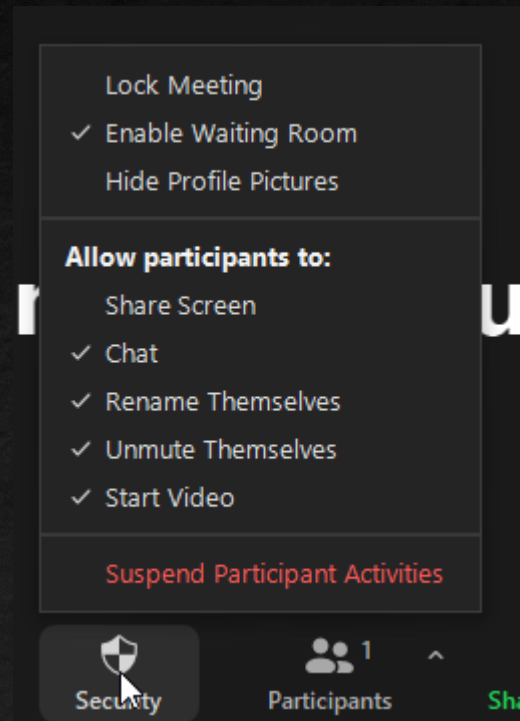 Lock Meeting
✓ Enable Waiting Room
Hide Profile Pictures
Allow participants to:
Share Screen
✓ Chat
✓ Rename Themselves
✓ Unmute Themselves
✓ Start Video
Suspend Participant Activities
1
Security
Participants